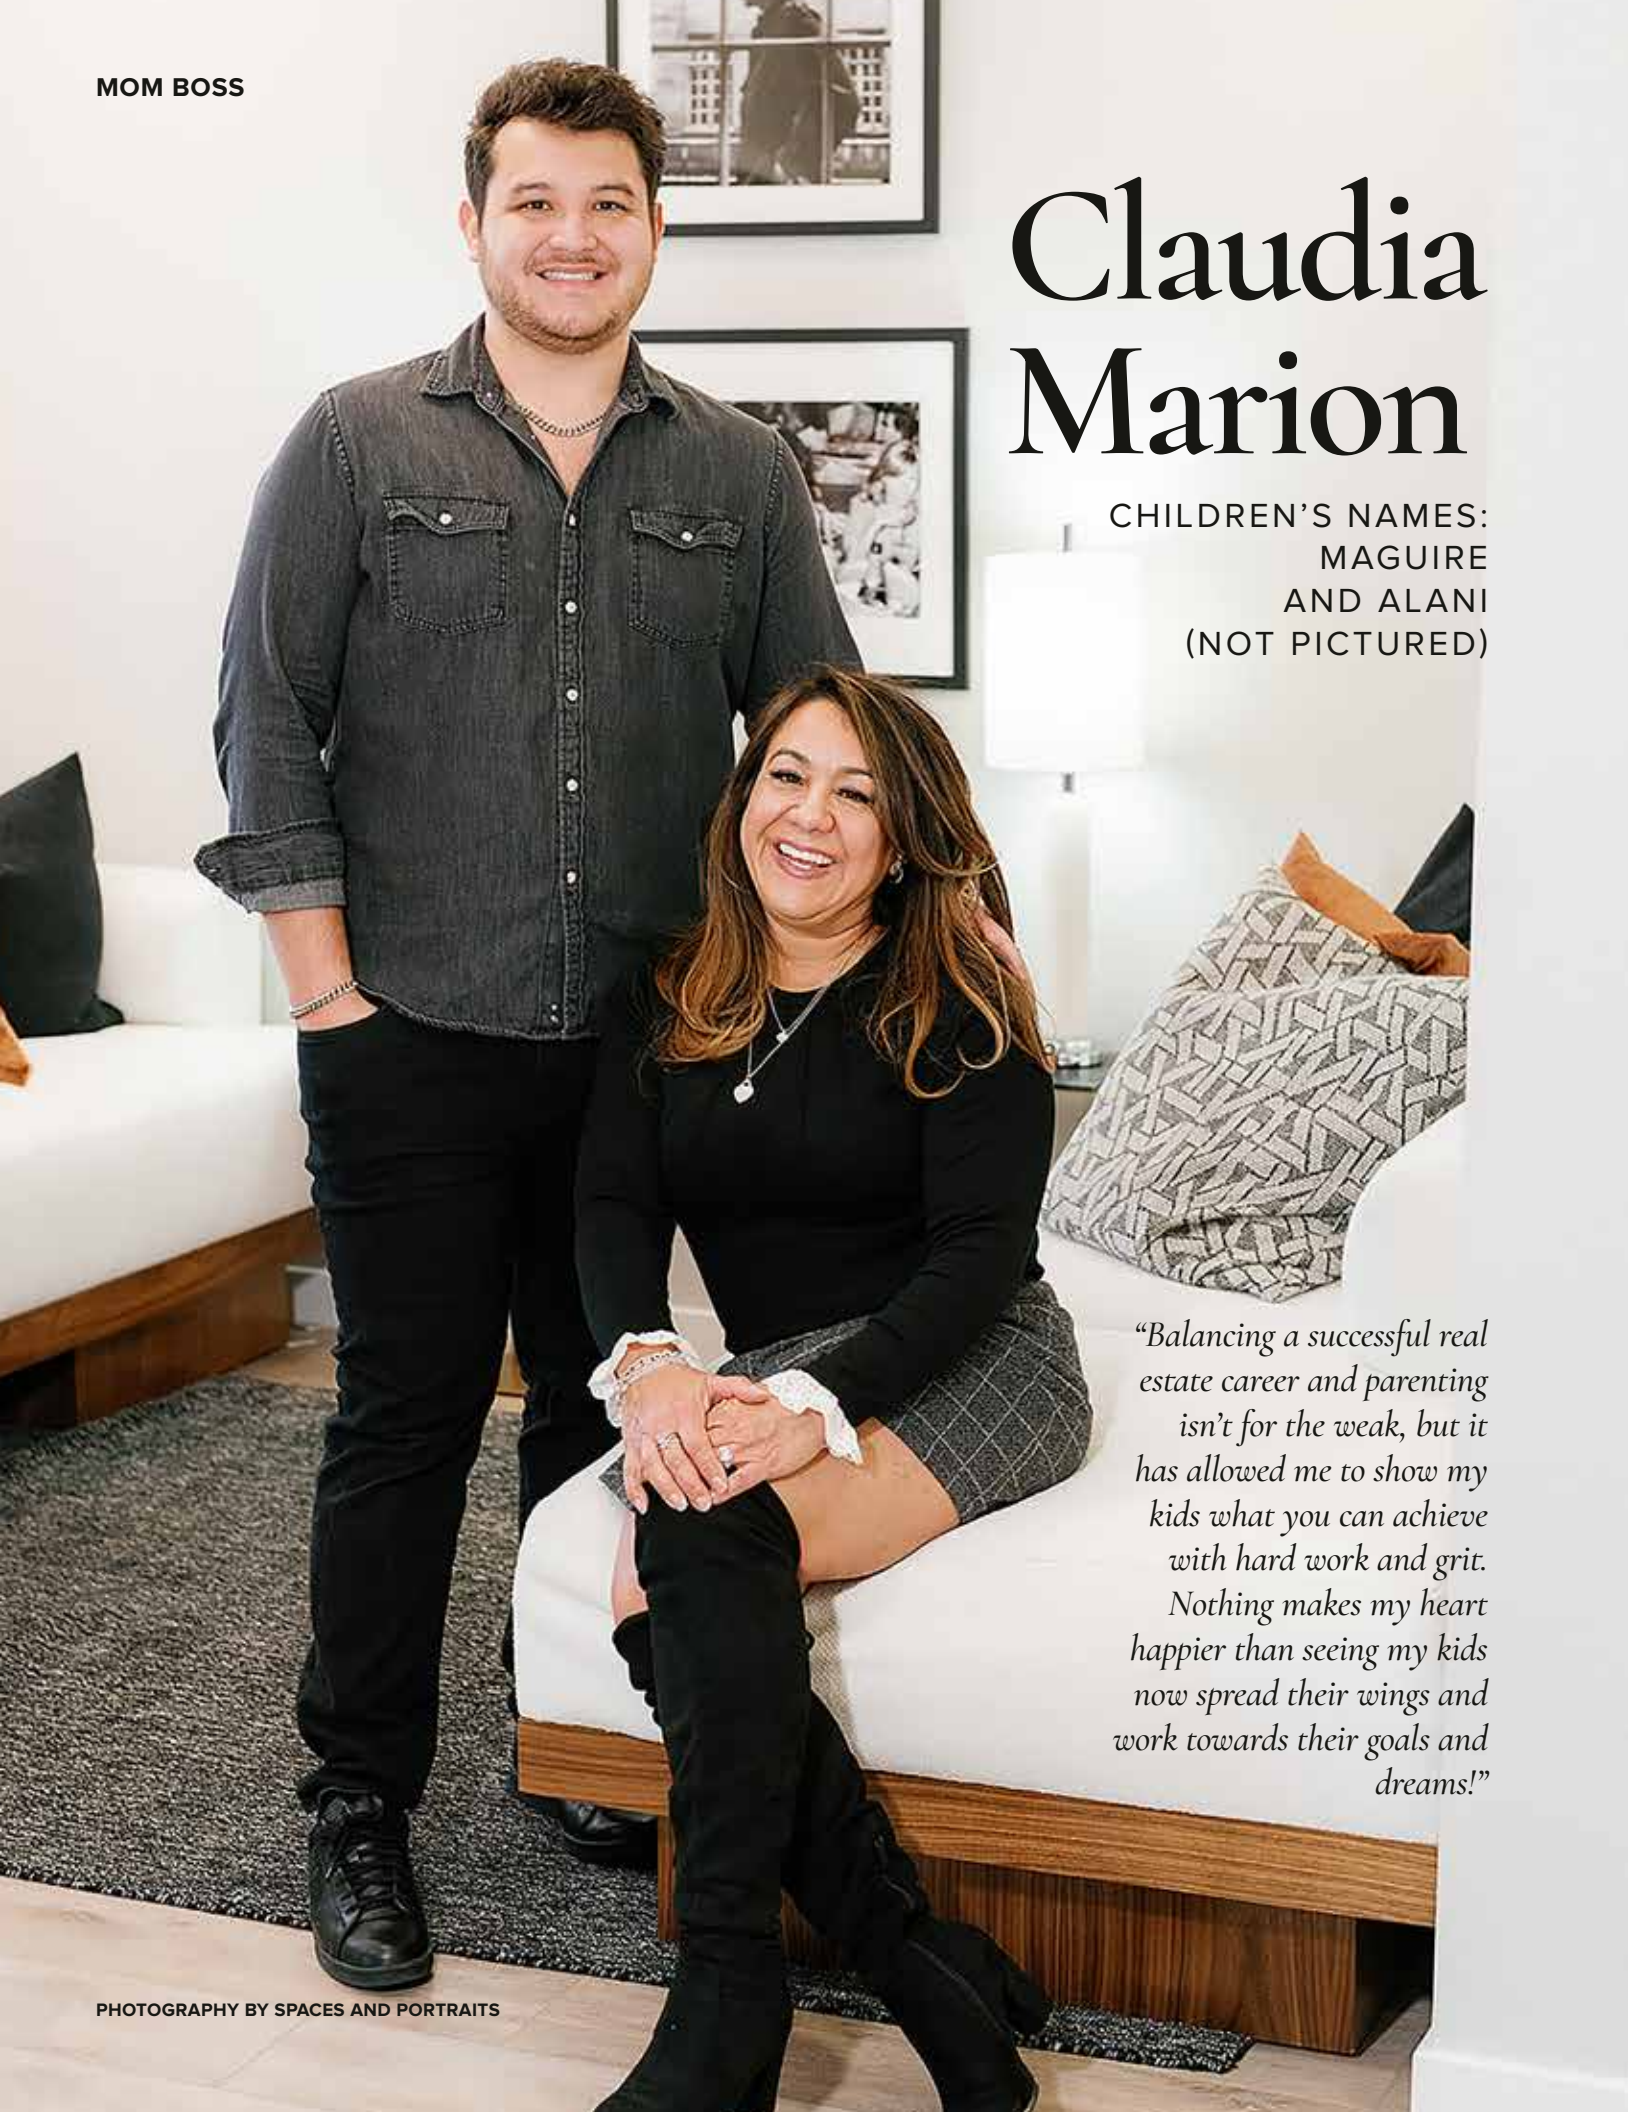 MOM BOSS
Claudia
Marion
CHILDREN’S NAMES:
MAGUIRE
AND ALANI
(NOT PICTURED)
“Balancing a successful real
estate career and parenting
isn’t for the weak, but it
has allowed me to show my
kids what you can achieve
with hard work and grit.
Nothing makes my heart
happier than seeing my kids
now spread their wings and
work towards their goals and
dreams!”
PHOTOGRAPHY BY SPACES AND PORTRAITS